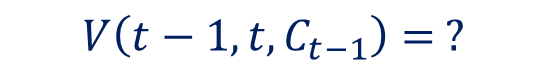 V(t − 1, t, C_{t−1}) = ?